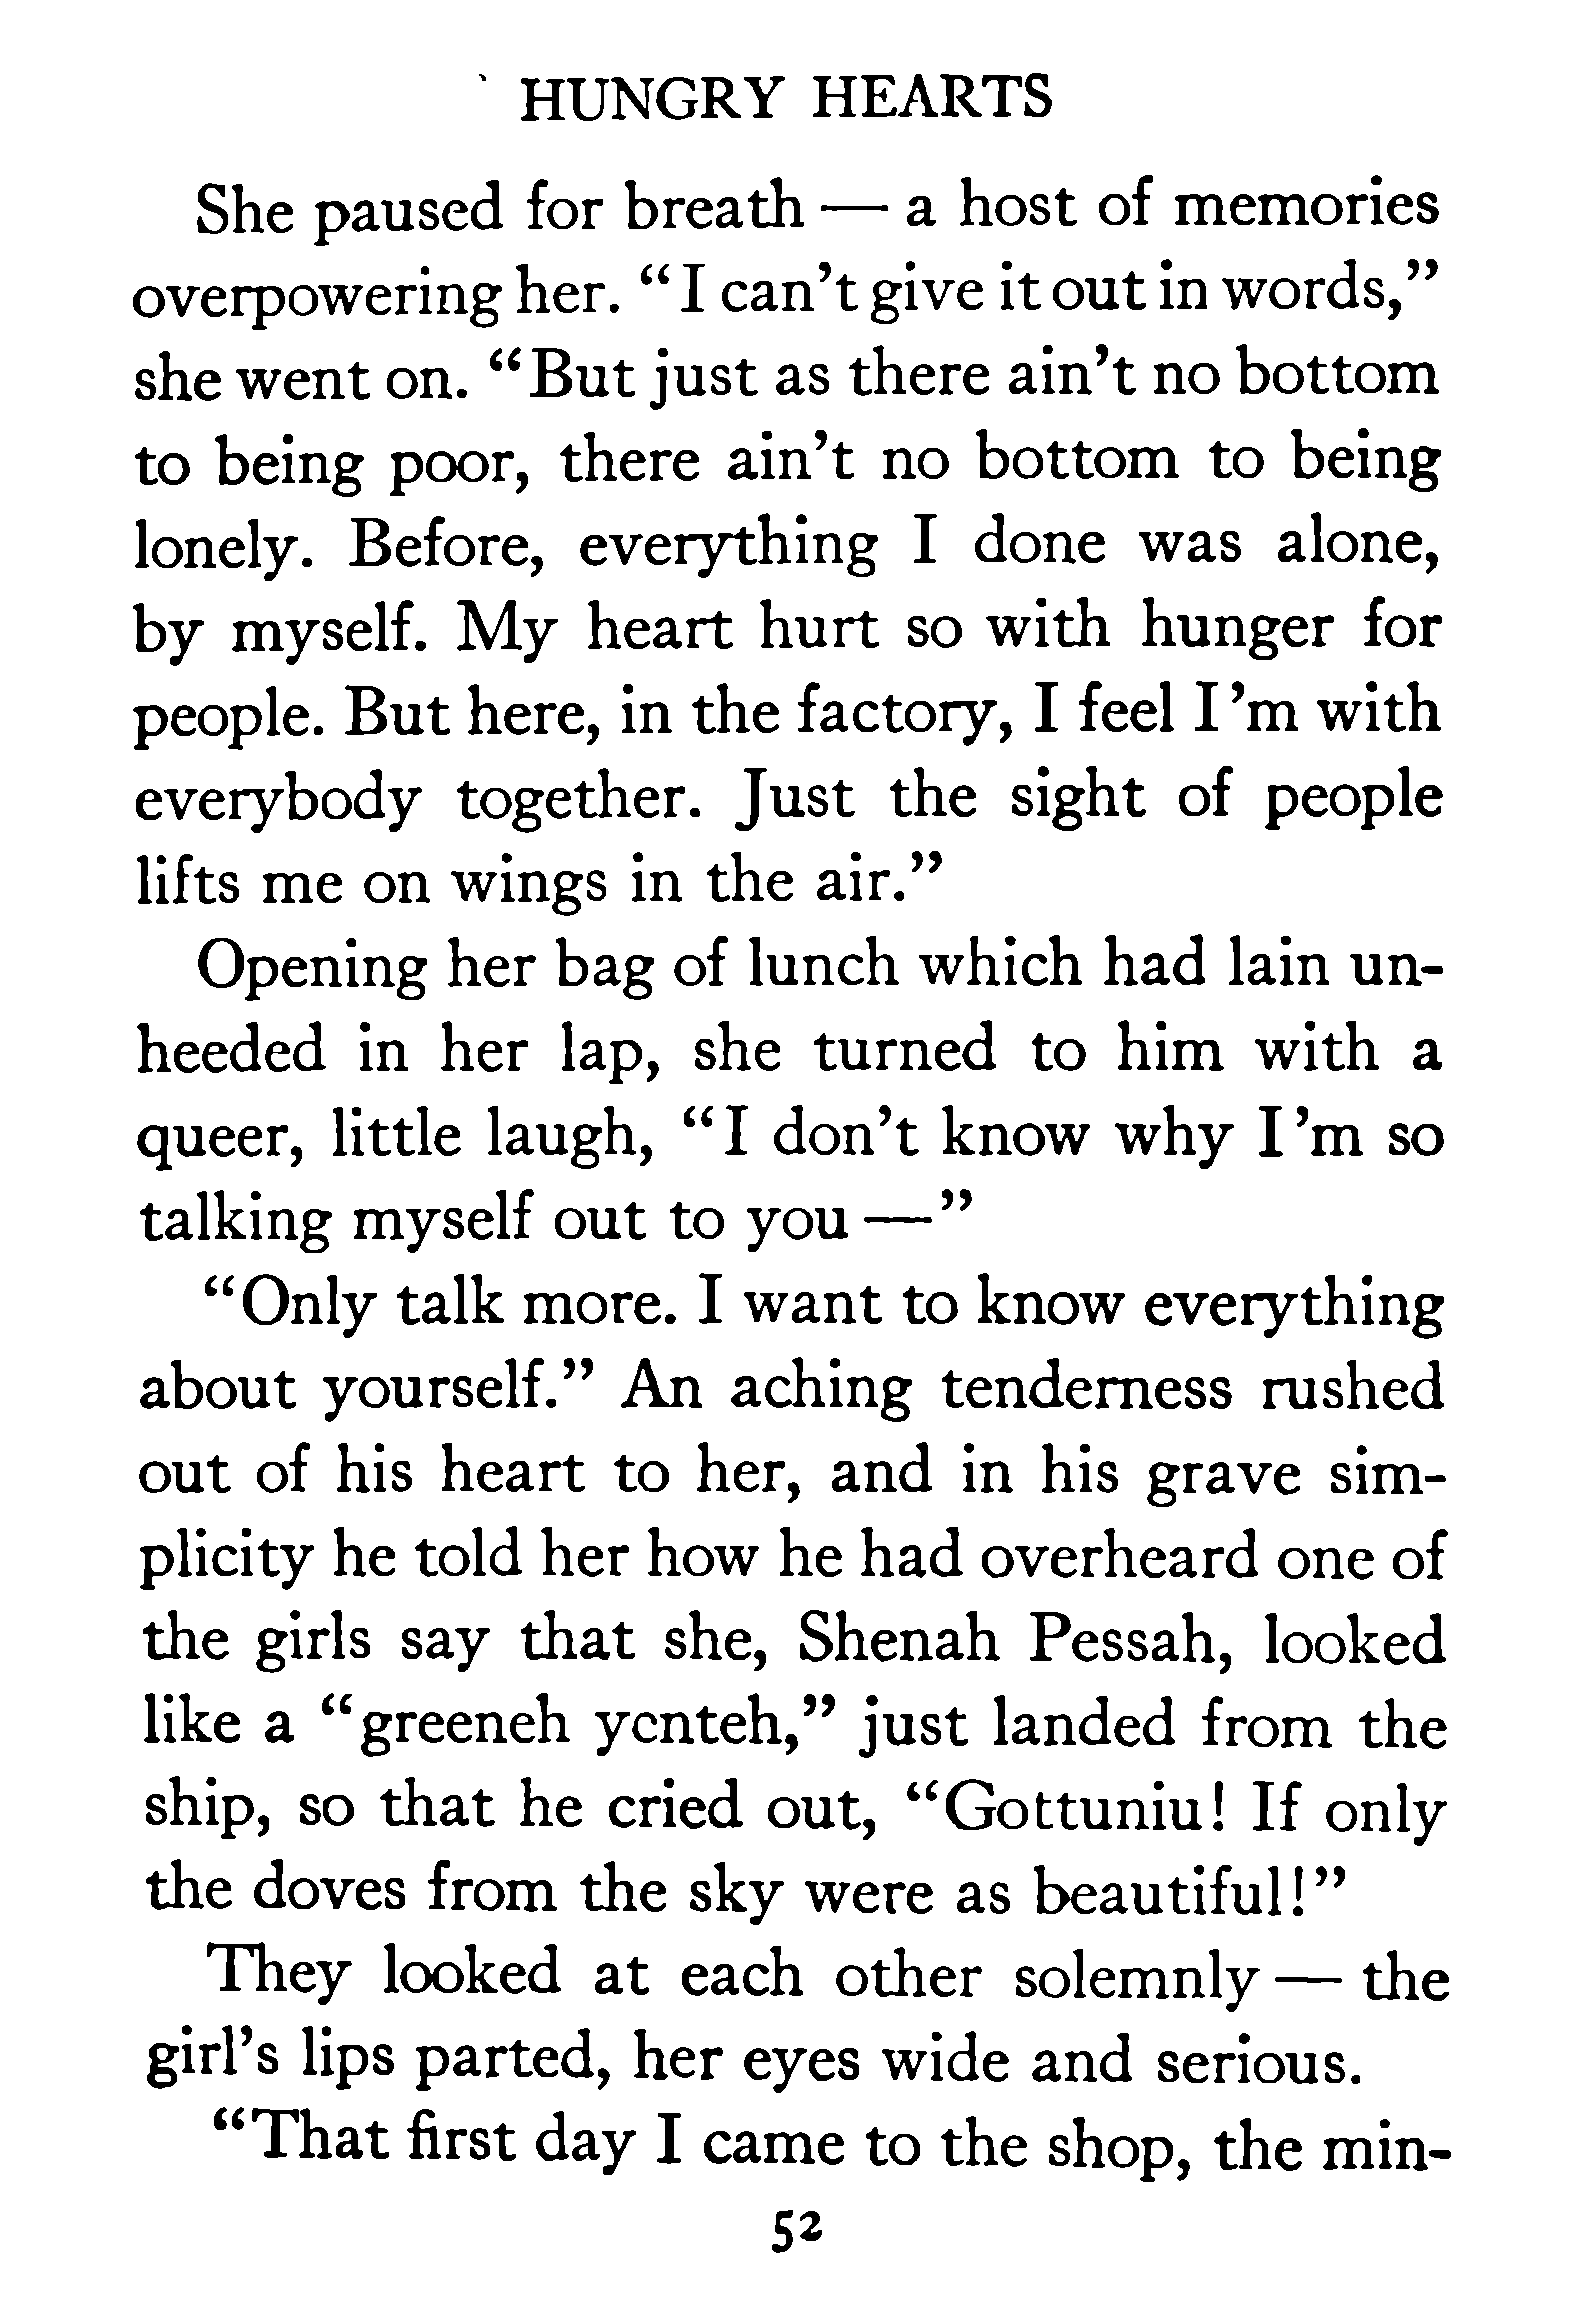 HUNGRY HEARTS
She paused for breath — a host of memories
overpowering her. "I can't give it out in words,"
she went on. "But just as there ain't no bottom
to being poor, there ain't no bottom to being
lonely. Before, everything I done was alone,
by myself. My heart hurt so with hunger for
people. But here, in the factory, I feel I'm with
everybody together. Just the sight of people
lifts me on wings in the air."
Opening her bag of lunch which had lain un-
heeded in her lap, she turned to him with a
queer, little laugh, "I don't know why I'm so
talking myself out to you —"
"Only talk more. I want to know everything
about yourself." An aching tenderness rushed
out of his heart to her, and in his grave sim-
plicity he told her how he had overheard one of
the girls say that she, Shenah Pessah, looked
like a "greeneh yenteh," just landed from the
ship, so that he cried out, "Gottuniu! If only
the doves from the sky were as beautiful!"
They looked at each other solemnly — the
girl's lips parted, her eyes wide and serious.
"That first day I came to the shop, the min-
52